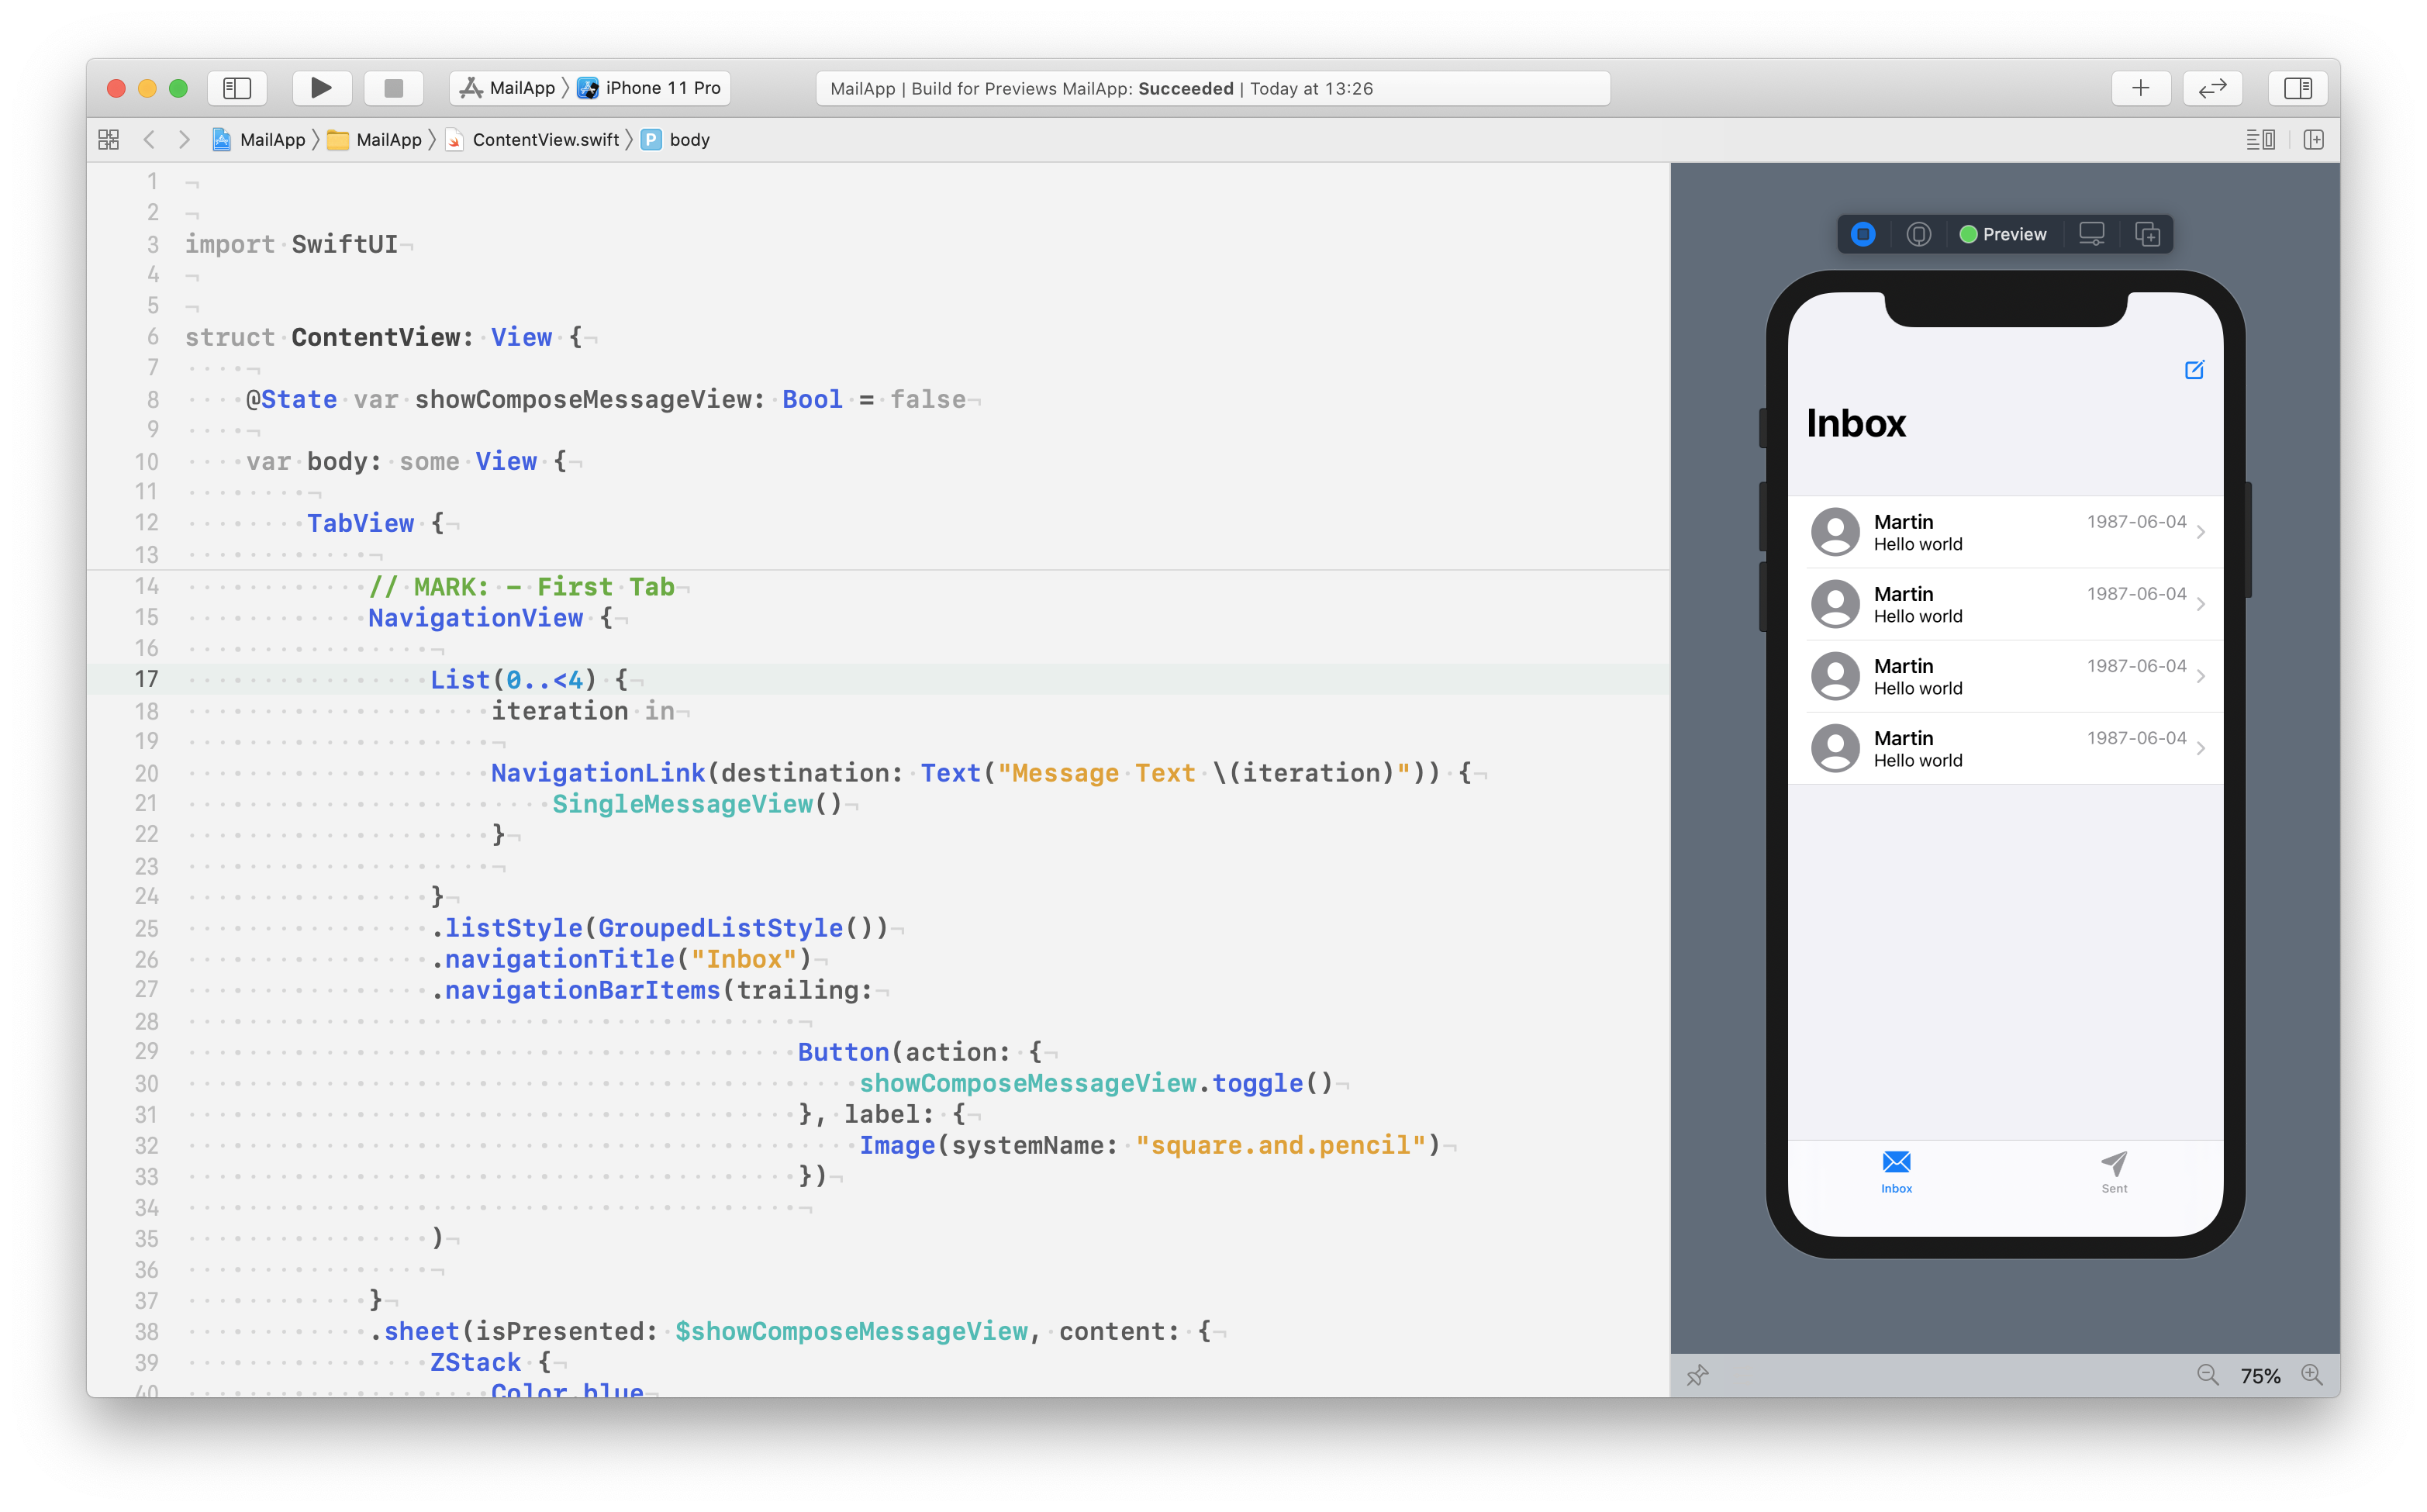 MailApp 〉 iPhone 11 Pro
MailApp | Build for Previews MailApp: Succeeded | Today at 13:26
MailApp 〉 MailApp 〉 ContentView.swift 〉 P body
1
2
3 import SwiftUI
4
5
6 struct ContentView: View {
7
8 @State var showComposeMessageView: Bool = false
9
10 var body: some View {
11
12 TabView {
13
14 // MARK: - First Tab
15 NavigationView {
16
17 List(0..<4) {
18 iteration in
19
20 NavigationLink(destination: Text("Message Text \(iteration)")) {
21 SingleMessageView()
22 }
23
24 }
25 .listStyle(GroupedListStyle())
26 .navigationTitle("Inbox")
27 .navigationBarItems(trailing:
28
29 Button(action: {
30 showComposeMessageView.toggle()
31 }, label: {
32 Image(systemName: "square.and.pencil")
33 })
34
35 )
36
37 }
38 .sheet(isPresented: $showComposeMessageView, content: {
39 ZStack {
40 Color.blue
Preview
Inbox
Martin 1987-06-04
Hello world
Martin 1987-06-04
Hello world
Martin 1987-06-04
Hello world
Martin 1987-06-04
Hello world
Inbox Sent
75%